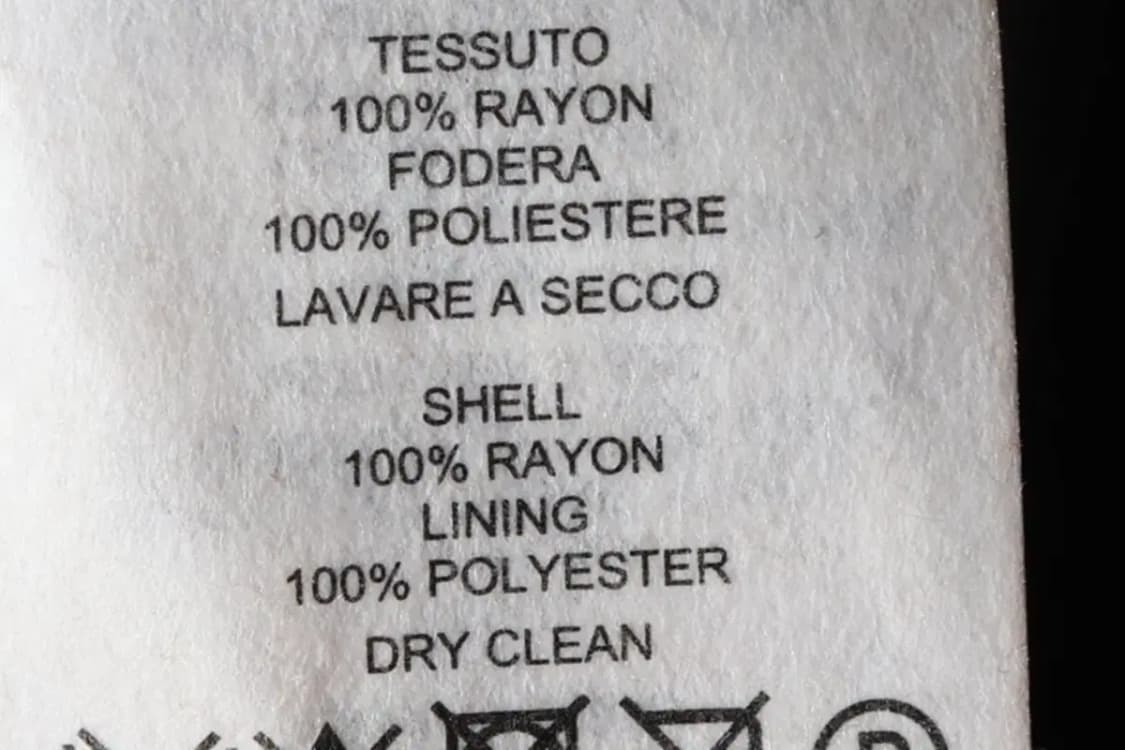 TESSUTO
100% RAYON
FODERA
100% POLIESTERE
LAVARE A SECCO
SHELL
100% RAYON
LINING
100% POLYESTER
DRY CLEAN
P